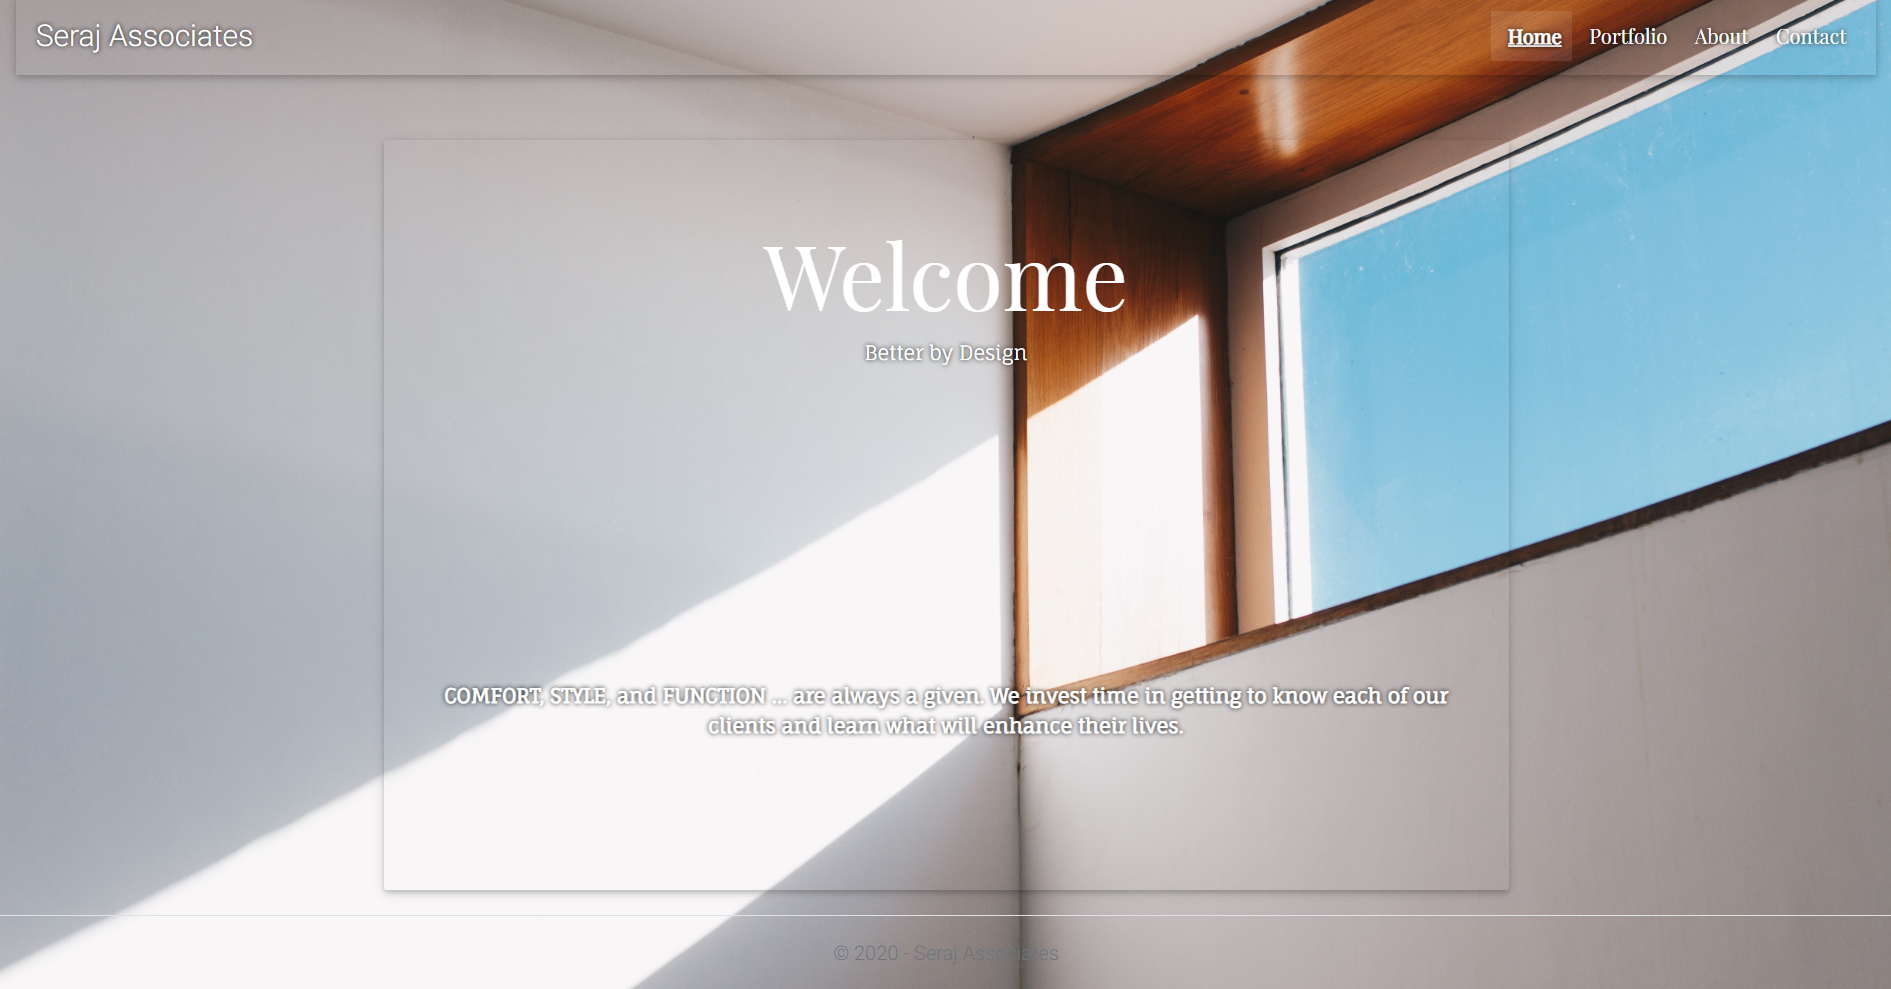 Seraj Associates
Home Portfolio About Contact
Welcome
Better by Design
COMFORT, STYLE, and FUNCTION ... are always a given. We invest time in getting to know each of our
clients and learn what will enhance their lives.
© 2020 - Seraj Associates